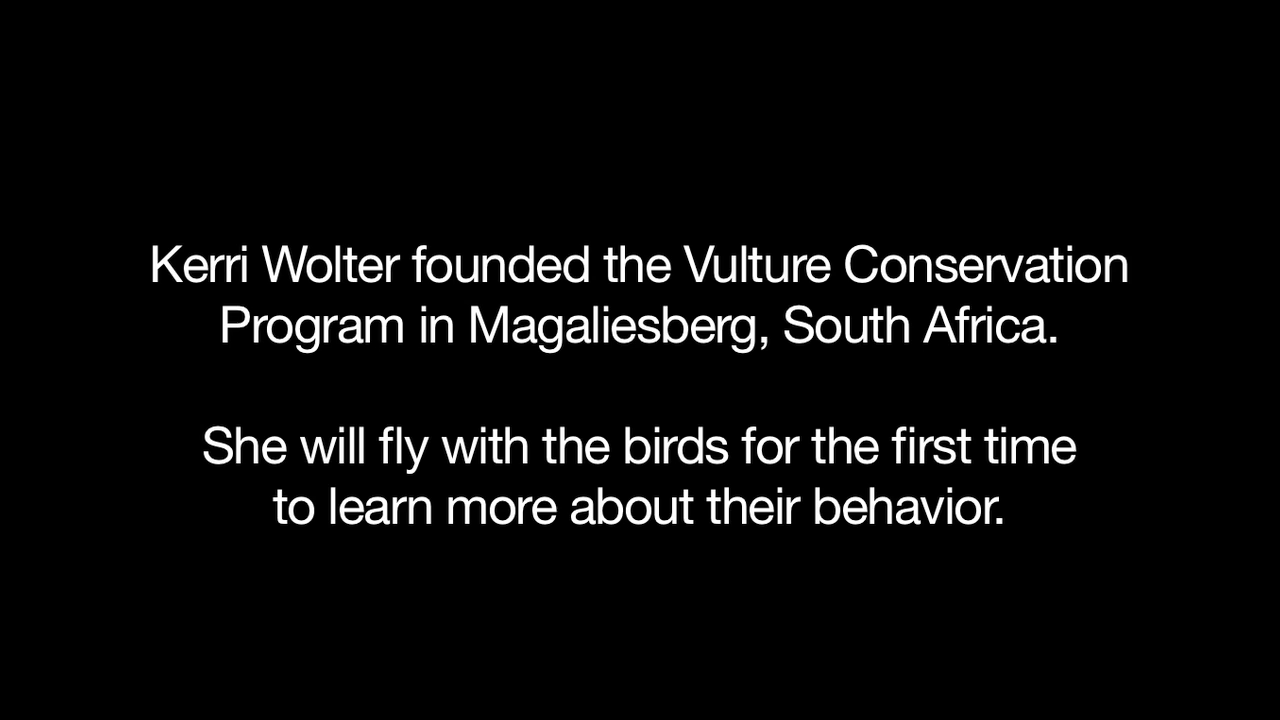 Kerri Wolter founded the Vulture Conservation
Program in Magaliesberg, South Africa.
She will fly with the birds for the first time
to learn more about their behavior.